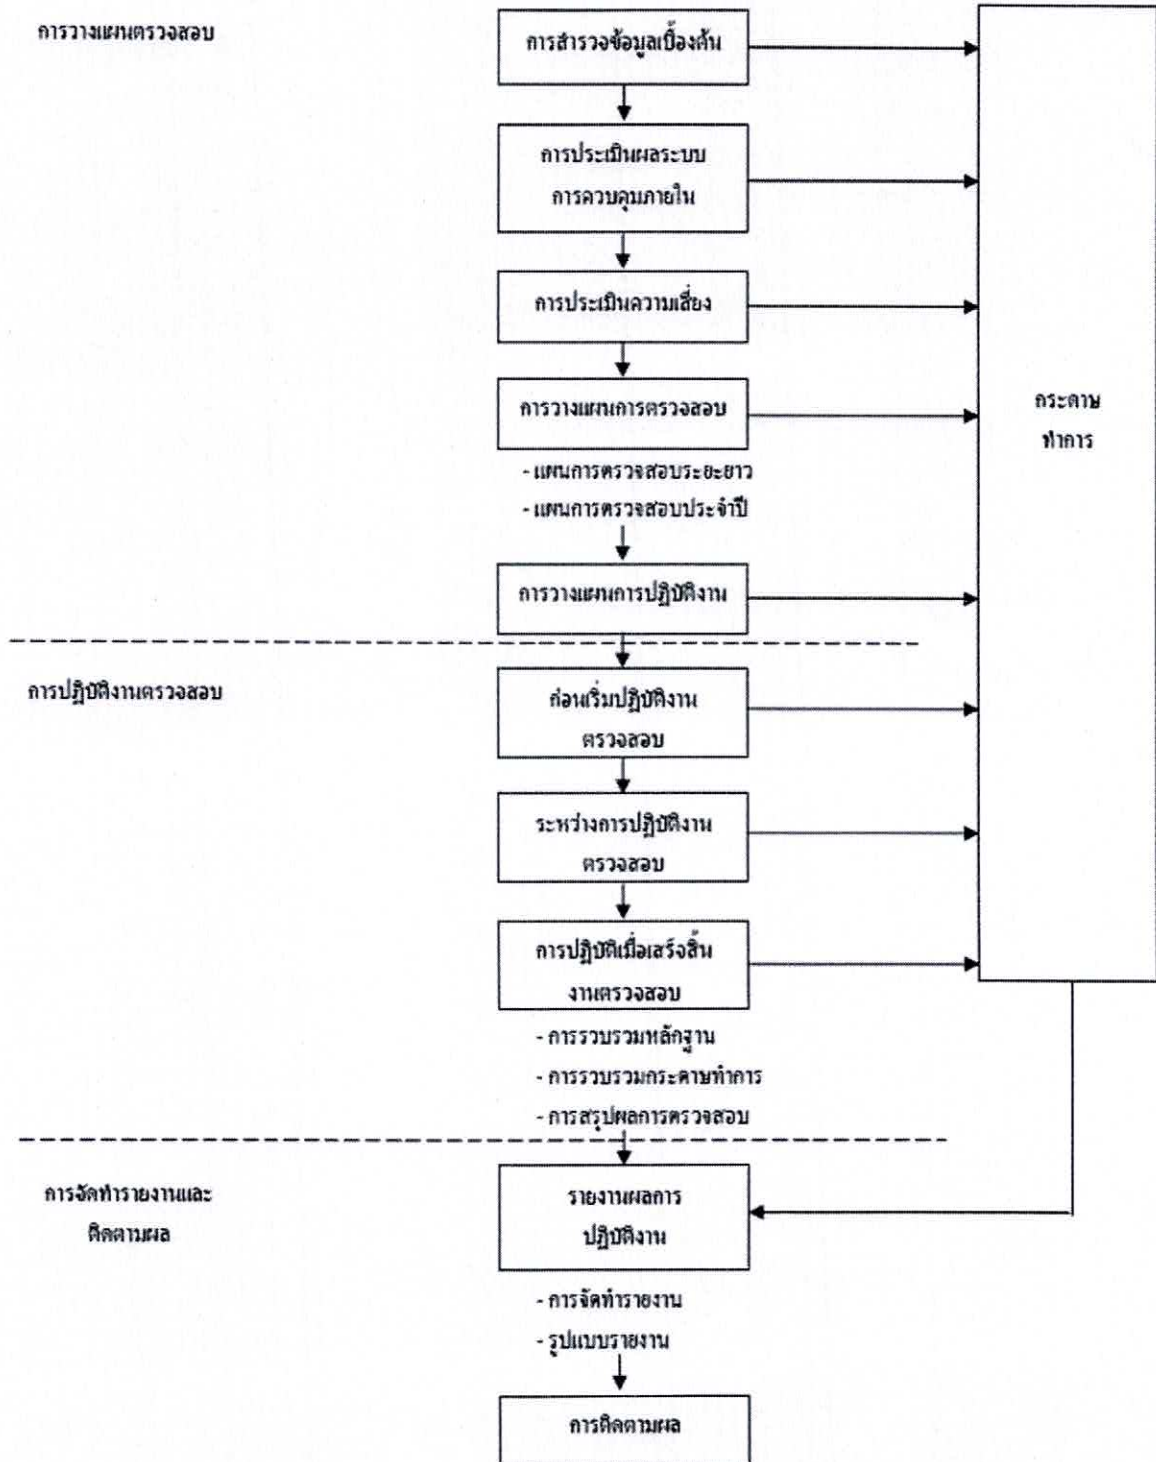 การวางแผนตรวจสอบ
การสำรวจข้อมูลเบื้องต้น
การประเมินผลระบบ
การควบคุมภายใน
การประเมินความเสี่ยง
การวางแผนการตรวจสอบ
- แผนการตรวจสอบระยะยาว
- แผนการตรวจสอบประจำปี
การวางแผนการปฏิบัติงาน
กระดาษ
ทำการ
การปฏิบัติงานตรวจสอบ
ก่อนเริ่มปฏิบัติงาน
ตรวจสอบ
ระหว่างการปฏิบัติงาน
ตรวจสอบ
การปฏิบัติเมื่อเสร็จสิ้น
งานตรวจสอบ
- การรวบรวมหลักฐาน
- การรวบรวมกระดาษทำการ
- การสรุปผลการตรวจสอบ
การจัดทำรายงานและ
ติดตามผล
รายงานผลการ
ปฏิบัติงาน
- การจัดทำรายงาน
- รูปแบบรายงาน
การติดตามผล